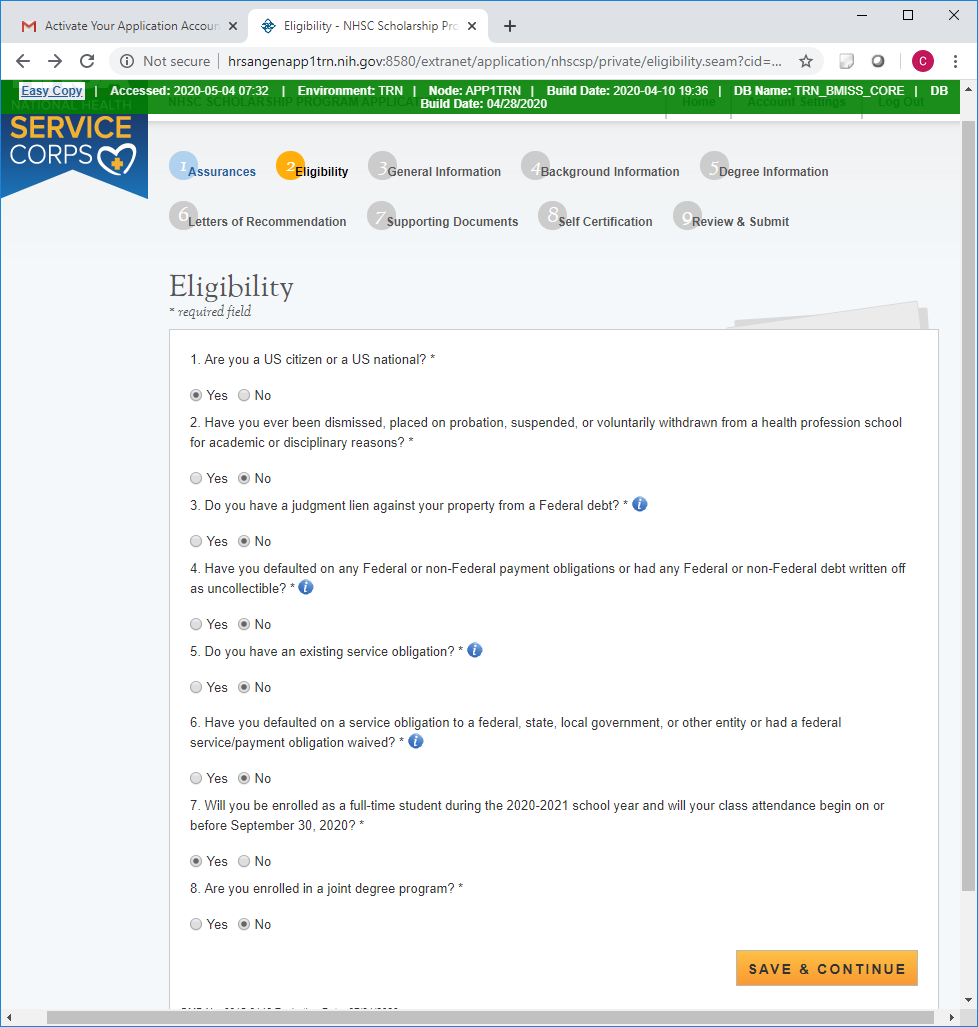 Activate Your Application Accoun
Eligibility - NHSC Scholarship Pro
Not secure | hrsangenapp1trn.nih.gov:8580/extranet/application/nhscsp/private/eligibility.seam?cid=...
C
Easy Copy | Accessed: 2020-05-04 07:32 | Environment: TRN | Node: APP1TRN | Build Date: 2020-04-10 19:36 | DB Name: TRN_BMISS_CORE | DB
Build Date: 04/28/2020
NATIONAL HEALTH
NHSC SCHOLARSHIP PROGRAM APPLICAT
Home
Account Settings
Log Out
SERVICE
CORPS
1 Assurances
2 Eligibility
3 General Information
4 Background Information
5 Degree Information
6 Letters of Recommendation
7 Supporting Documents
8 Self Certification
9 Review & Submit
Eligibility
* required field
1. Are you a US citizen or a US national? *
Yes No
2. Have you ever been dismissed, placed on probation, suspended, or voluntarily withdrawn from a health profession school
for academic or disciplinary reasons? *
Yes No
3. Do you have a judgment lien against your property from a Federal debt? * i
Yes No
4. Have you defaulted on any Federal or non-Federal payment obligations or had any Federal or non-Federal debt written off
as uncollectible? * i
Yes No
5. Do you have an existing service obligation? * i
Yes No
6. Have you defaulted on a service obligation to a federal, state, local government, or other entity or had a federal
service/payment obligation waived? * i
Yes No
7. Will you be enrolled as a full-time student during the 2020-2021 school year and will your class attendance begin on or
before September 30, 2020? *
Yes No
8. Are you enrolled in a joint degree program? *
Yes No
SAVE & CONTINUE